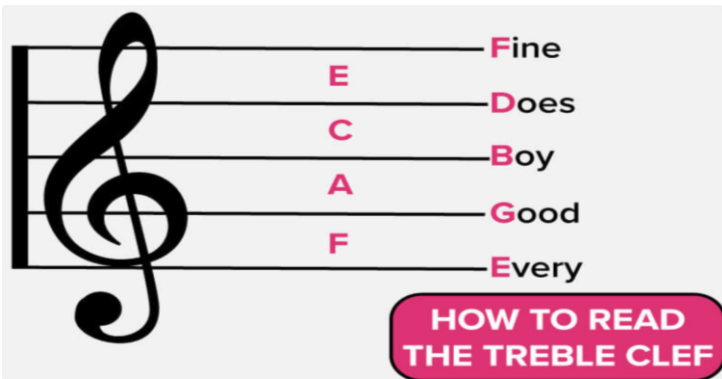 Fine
E
Does
C
Boy
A
Good
F
Every
HOW TO READ
THE TREBLE CLEF